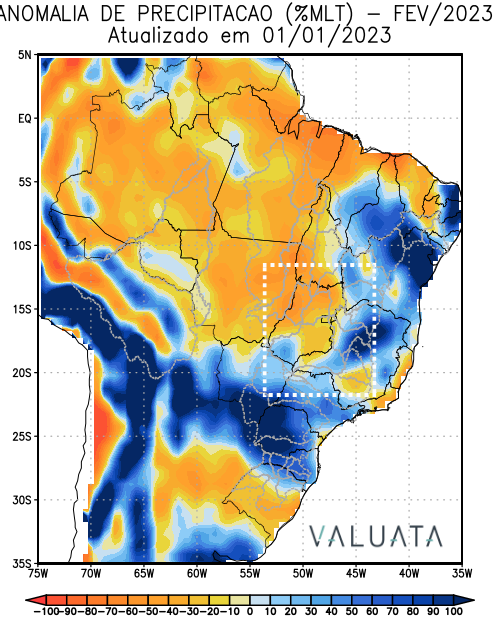 ANOMALIA DE PRECIPITACAO (%MLT) – FEV/2023
Atualizado em 01/01/2023
5N
EQ
5S
10S
15S
20S
25S
30S
35S
VALUATA
75W 70W 65W 60W 55W 50W 45W 40W 35W
-100 -90 -80 -70 -60 -50 -40 -30 -20 -10 0 10 20 30 40 50 60 70 80 90 100